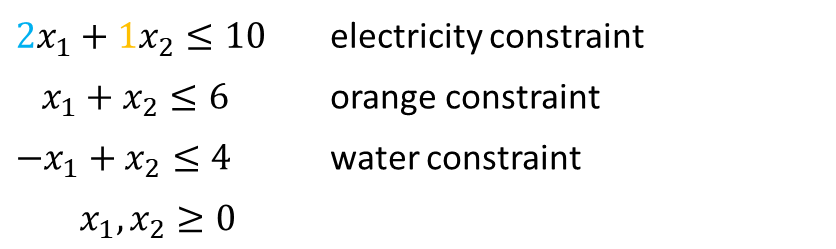 2x₁ + 1x₂ ≤ 10 electricity constraint
x₁ + x₂ ≤ 6 orange constraint
−x₁ + x₂ ≤ 4 water constraint
x₁, x₂ ≥ 0